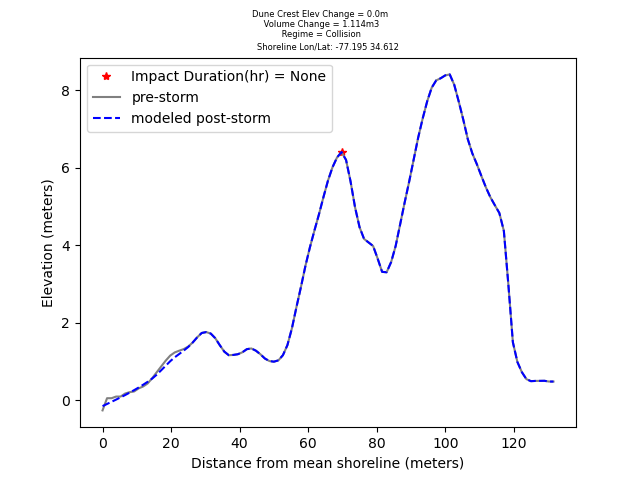 Dune Crest Elev Change = 0.0m
Volume Change = 1.114m3
Regime = Collision
Shoreline Lon/Lat: -77.195 34.612
Impact Duration(hr) = None
pre-storm
modeled post-storm
8
6
4
2
0
Elevation (meters)
0 20 40 60 80 100 120
Distance from mean shoreline (meters)